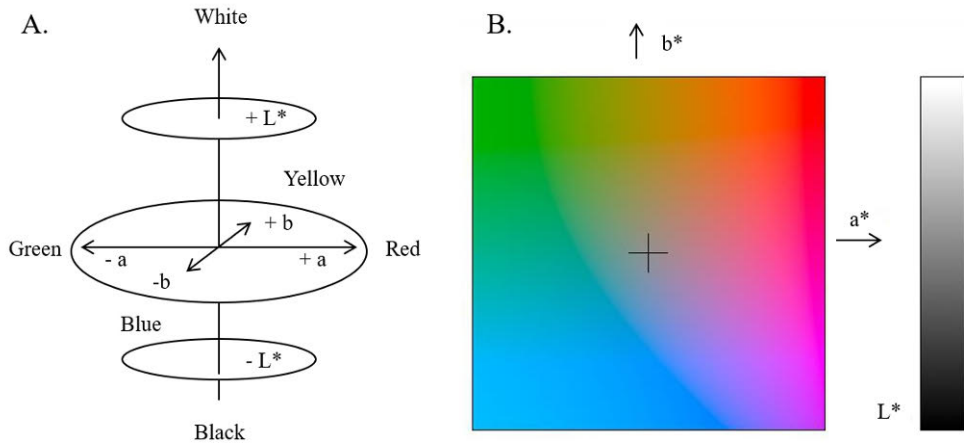 A.
White
+ L*
Yellow
+ b
Green
- a
+ a
Red
-b
Blue
- L*
Black
B.
b*
a*
L*